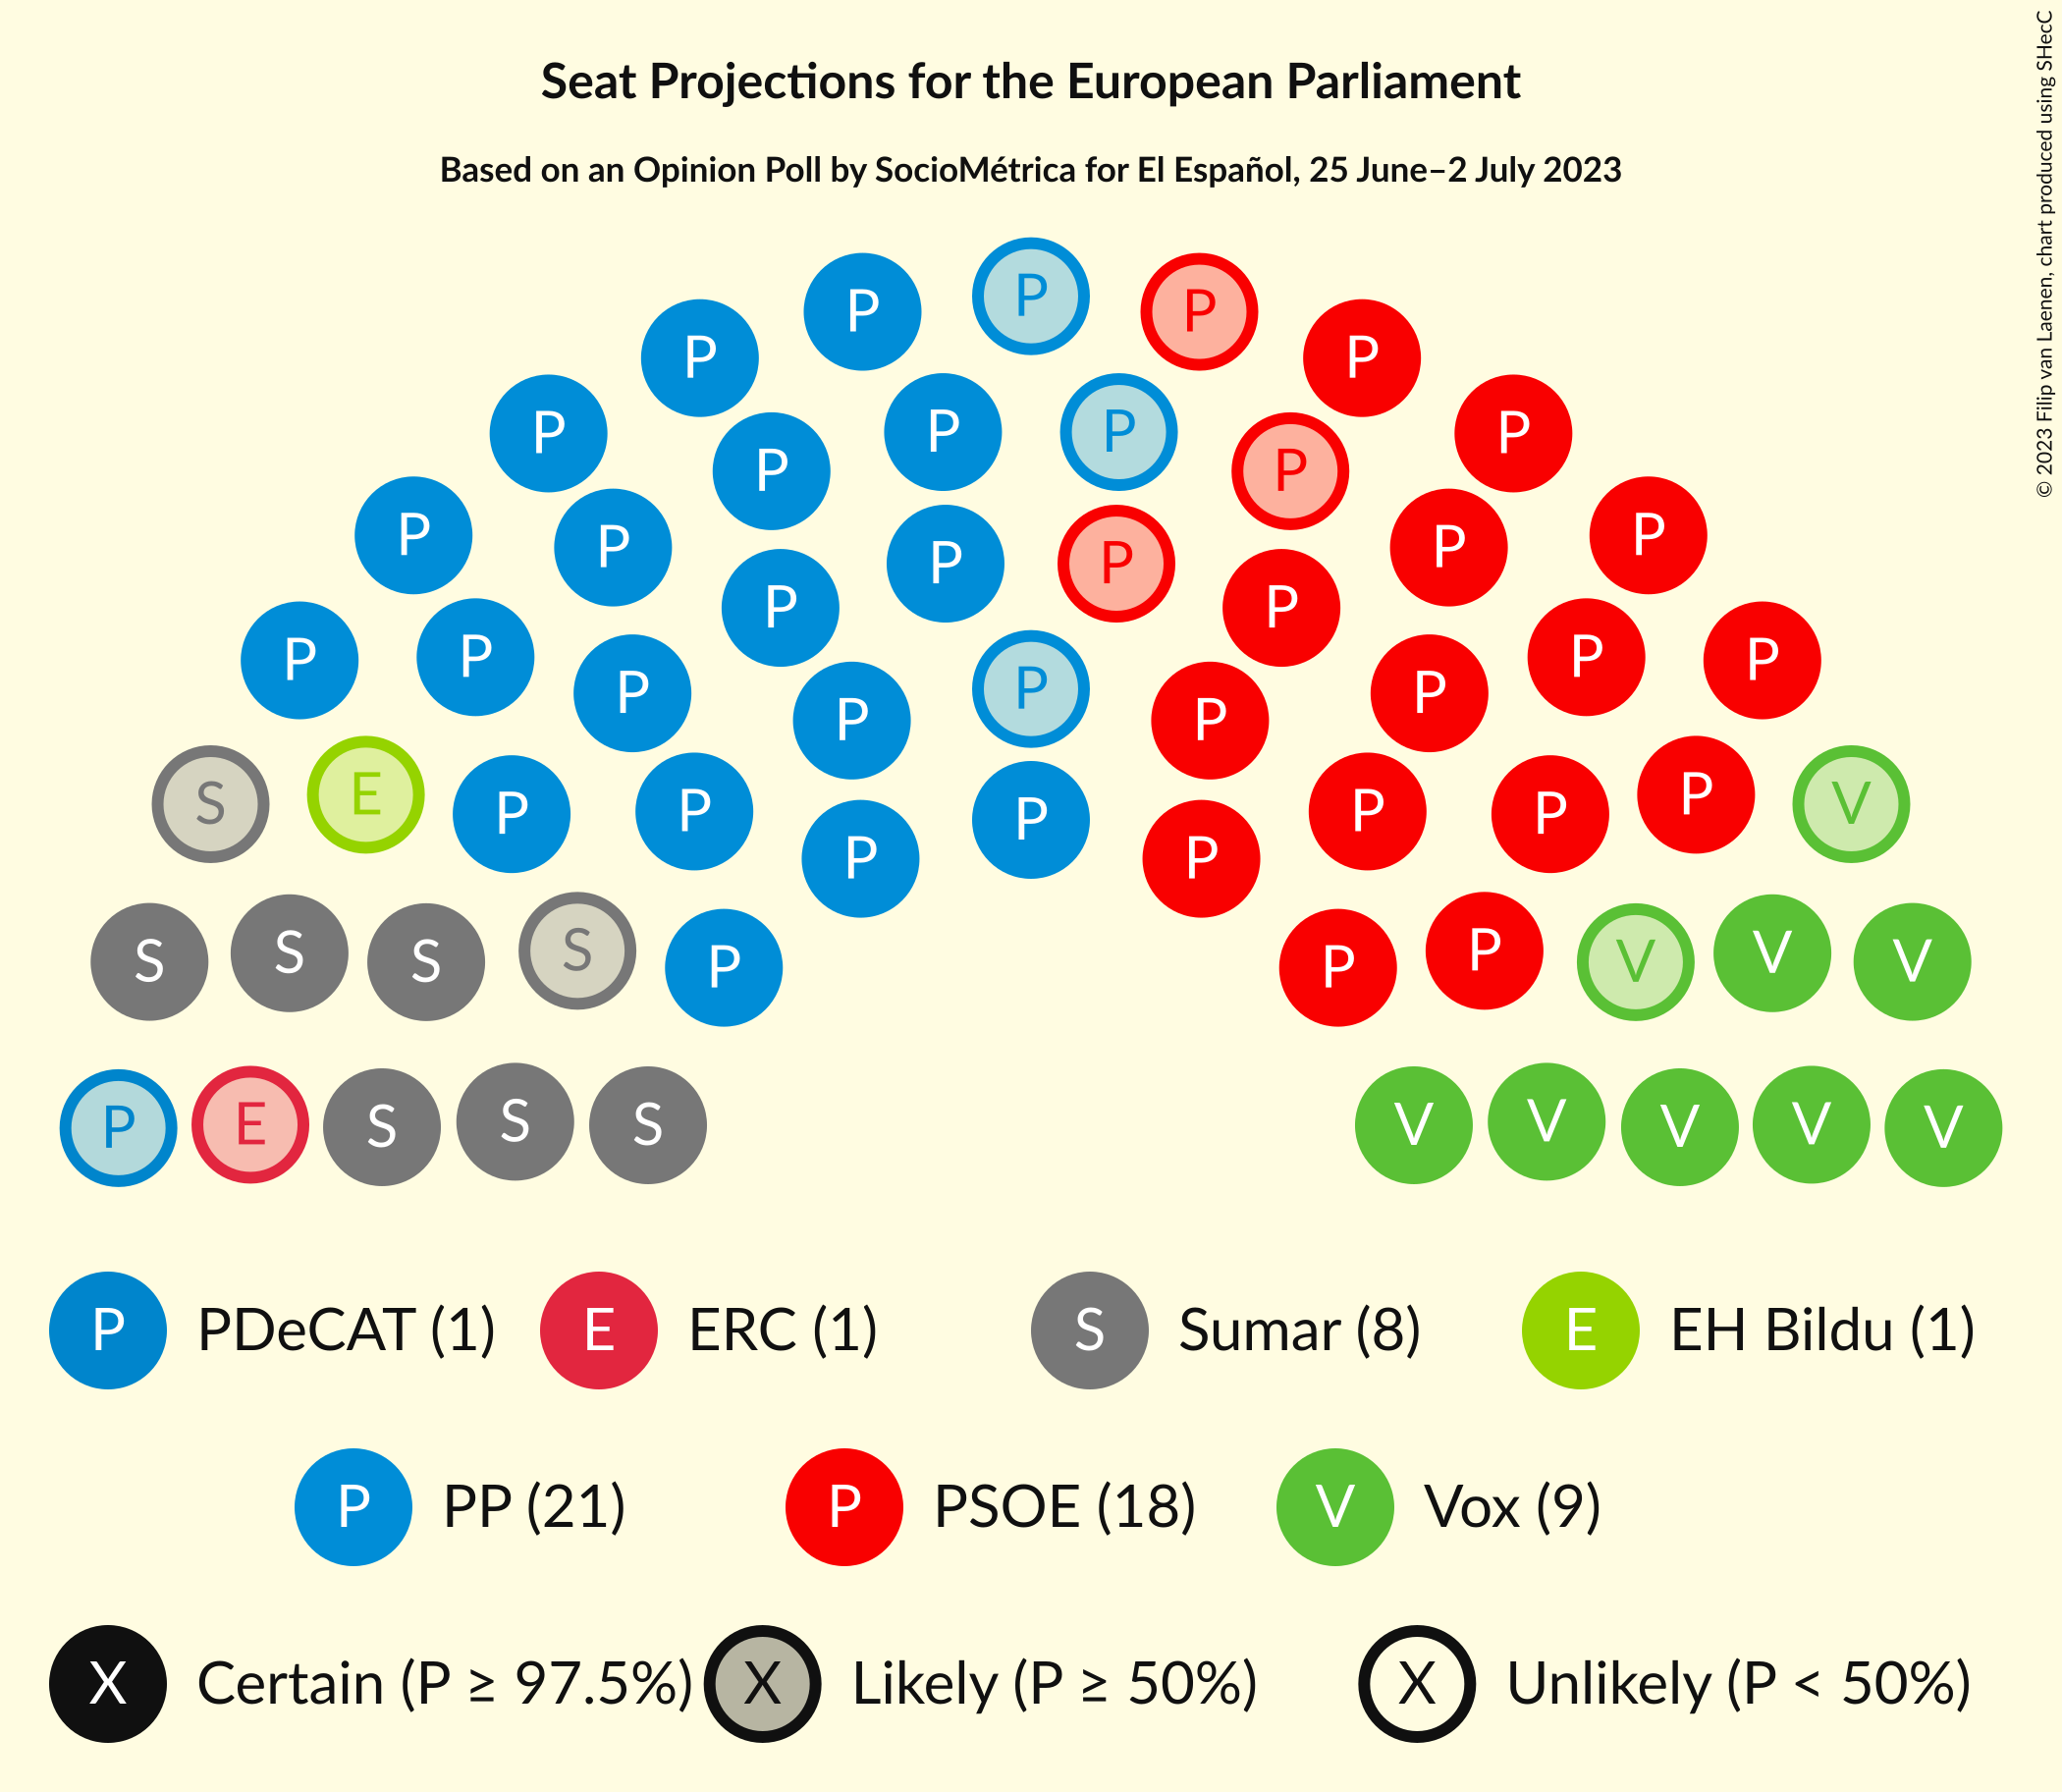 Seat Projections for the European Parliament
Based on an Opinion Poll by SocioMétrica for El Español, 25 June–2 July 2023
© 2023 Filip van Laenen, chart produced using SHecC
P
P P
P P
P P P
P P
P P P
P P
P P P
P P
P P P P
P P
P P P P
P P
S E P P P P P P P P V
P P
S S S S P P P V V V
P E S S S V V V V V
P PDeCAT (1) E ERC (1) S Sumar (8) E EH Bildu (1)
P PP (21) P PSOE (18) V Vox (9)
X Certain (P ≥ 97.5%) X Likely (P ≥ 50%) X Unlikely (P < 50%)